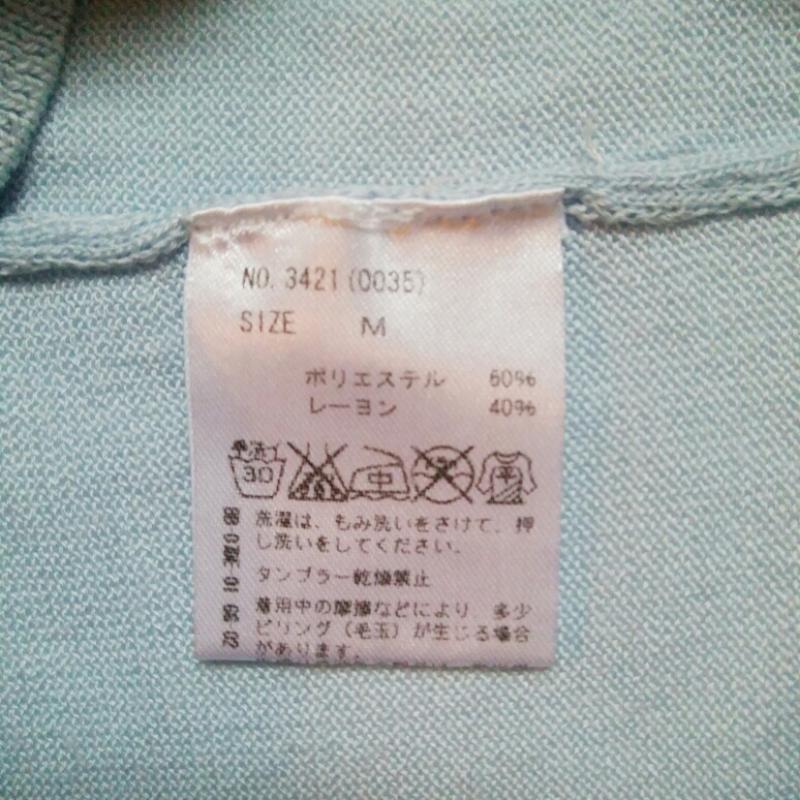 NO. 3421 (0035)
SIZE M
ポリエステル 60%
レーヨン 40%
手洗イ
30
中
平
洗濯は、もみ洗いをさけて、押
し洗いをしてください。
タンブラー乾燥禁止
着用中の摩擦などにより、多少
ピリング(毛玉)が生じる場合
があります。